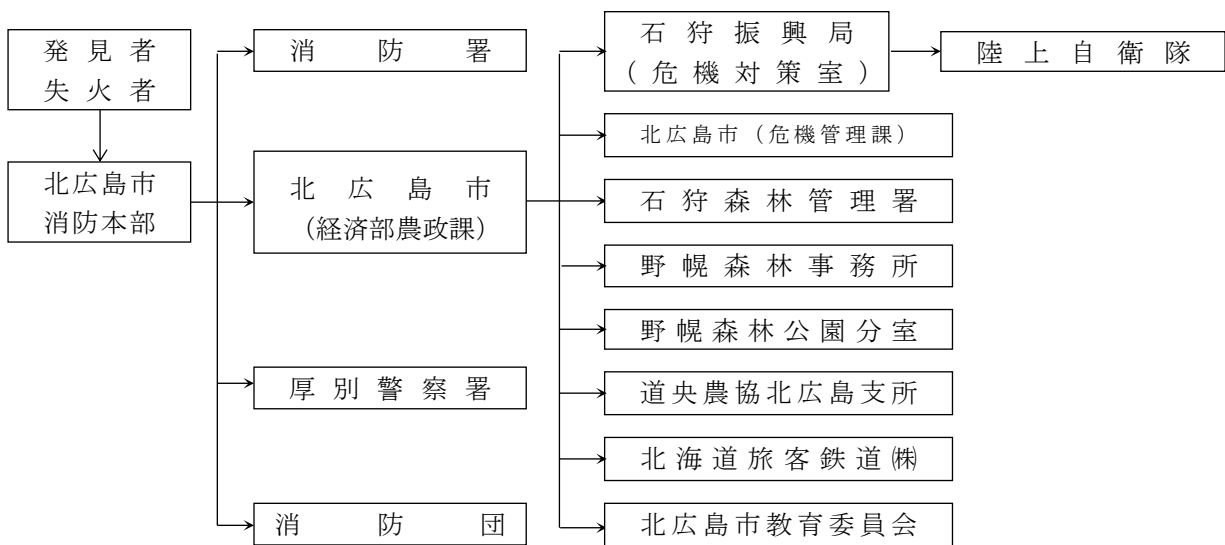 発見者
失火者
北広島市
消防本部
消防署
北広島市
（経済部農政課）
厚別警察署
消防団
石狩振興局
（危機対策室）
北広島市（危機管理課）
石狩森林管理署
野幌森林事務所
野幌森林公園分室
道央農協北広島支所
北海道旅客鉄道㈱
北広島市教育委員会
陸上自衛隊